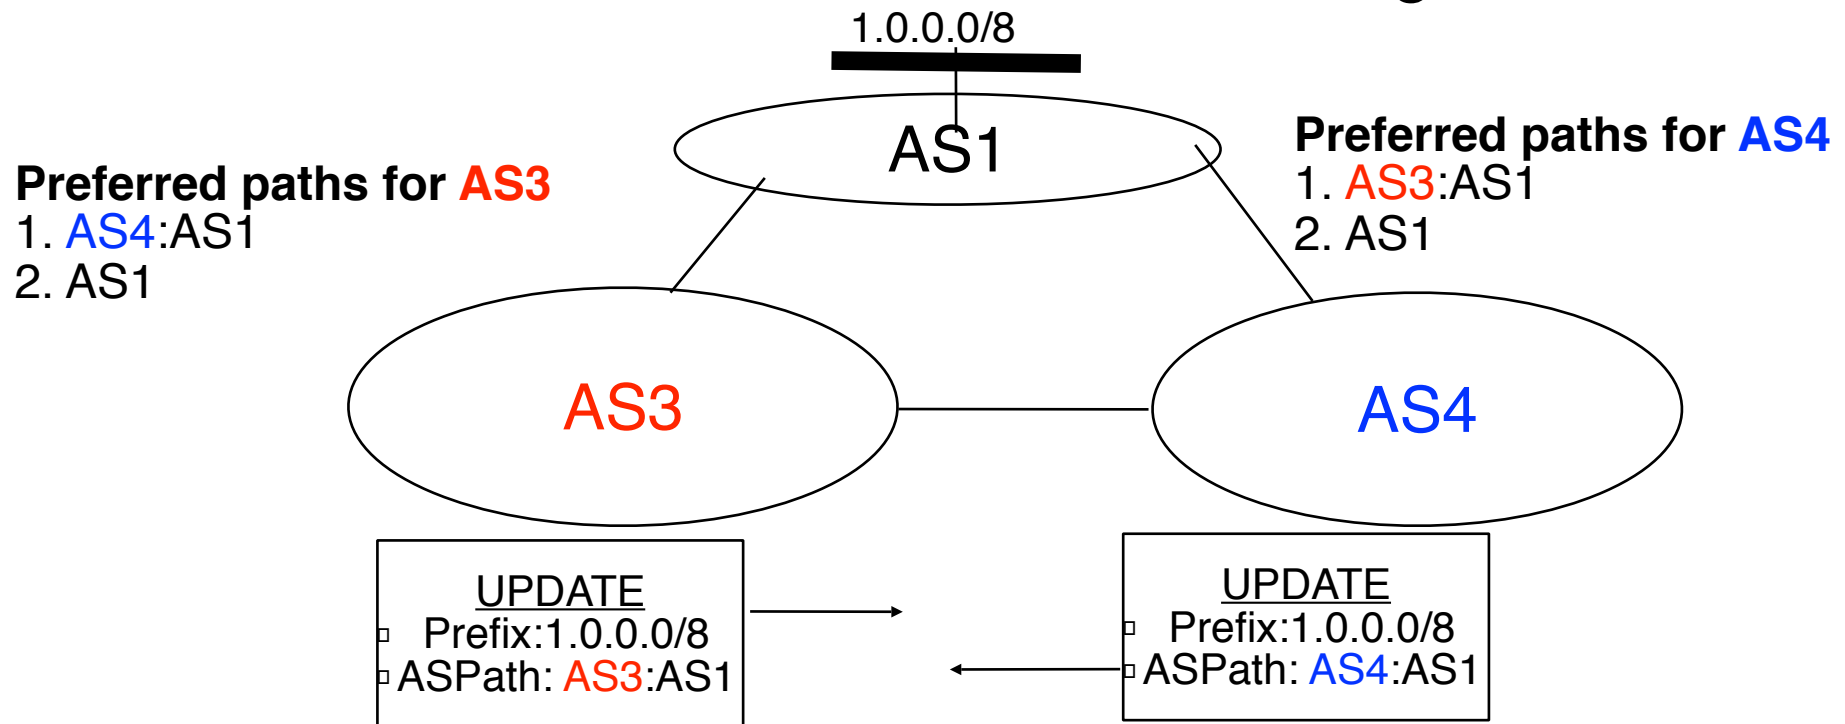 1.0.0.0/8
AS1
Preferred paths for AS3
1. AS4:AS1
2. AS1
Preferred paths for AS4
1. AS3:AS1
2. AS1
AS3
AS4
UPDATE
Prefix:1.0.0.0/8
ASPath: AS3:AS1
UPDATE
Prefix:1.0.0.0/8
ASPath: AS4:AS1